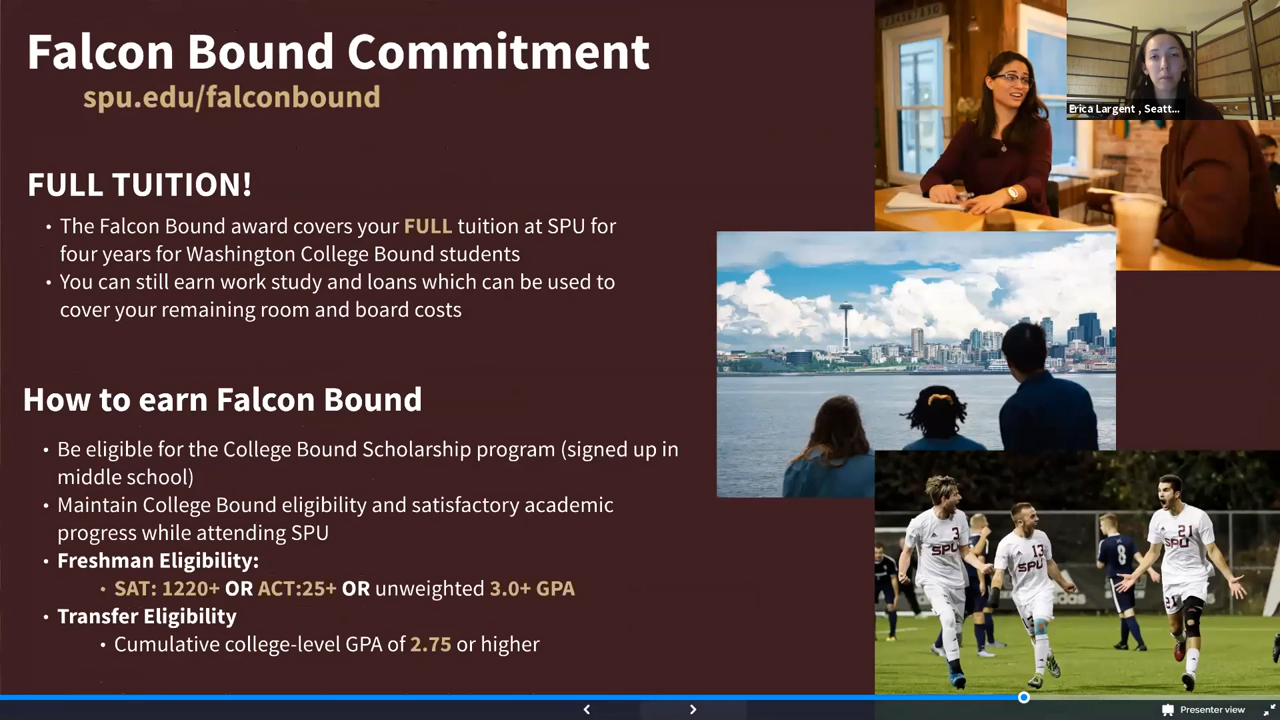 Falcon Bound Commitment
spu.edu/falconbound
Erica Largent , Seatt...
FULL TUITION!
• The Falcon Bound award covers your FULL tuition at SPU for
four years for Washington College Bound students
• You can still earn work study and loans which can be used to
cover your remaining room and board costs
How to earn Falcon Bound
• Be eligible for the College Bound Scholarship program (signed up in
middle school)
• Maintain College Bound eligibility and satisfactory academic
progress while attending SPU
• Freshman Eligibility:
• SAT: 1220+ OR ACT:25+ OR unweighted 3.0+ GPA
• Transfer Eligibility
• Cumulative college-level GPA of 2.75 or higher
3
SPU
13
SPU
8
21
SPU
Presenter view